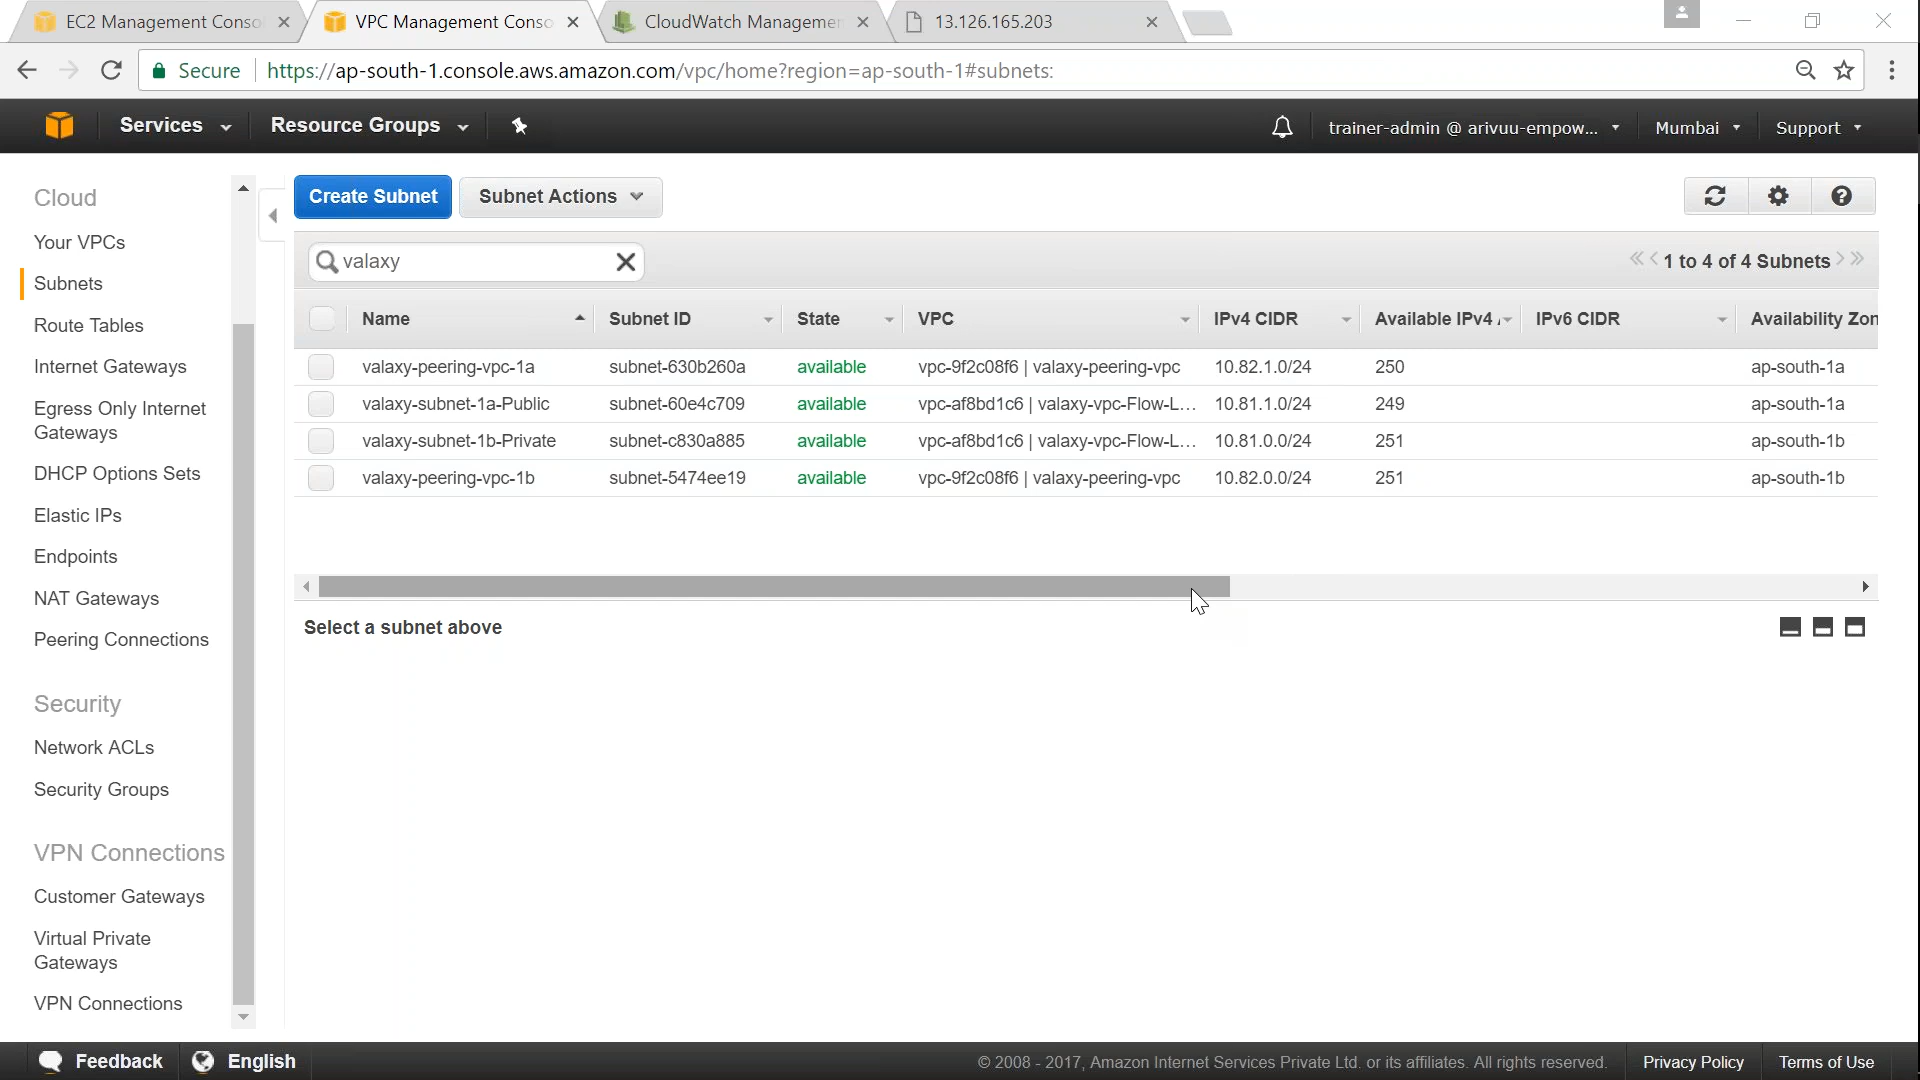 EC2 Management Conso
VPC Management Conso
CloudWatch Managemen
13.126.165.203
Secure
https://ap-south-1.console.aws.amazon.com/vpc/home?region=ap-south-1#subnets:
Services
Resource Groups
trainer-admin @ arivuu-empow...
Mumbai
Support
Cloud
Your VPCs
Subnets
Route Tables
Internet Gateways
Egress Only Internet
Gateways
DHCP Options Sets
Elastic IPs
Endpoints
NAT Gateways
Peering Connections
Security
Network ACLs
Security Groups
VPN Connections
Customer Gateways
Virtual Private
Gateways
VPN Connections
Create Subnet
Subnet Actions
valaxy
1 to 4 of 4 Subnets
Name Subnet ID State VPC IPv4 CIDR Available IPv4 IPv6 CIDR Availability Zon
valaxy-peering-vpc-1a subnet-630b260a available vpc-9f2c08f6 | valaxy-peering-vpc 10.82.1.0/24 250 ap-south-1a
valaxy-subnet-1a-Public subnet-60e4c709 available vpc-af8bd1c6 | valaxy-vpc-Flow-L... 10.81.1.0/24 249 ap-south-1a
valaxy-subnet-1b-Private subnet-c830a885 available vpc-af8bd1c6 | valaxy-vpc-Flow-L... 10.81.0.0/24 251 ap-south-1b
valaxy-peering-vpc-1b subnet-5474ee19 available vpc-9f2c08f6 | valaxy-peering-vpc 10.82.0.0/24 251 ap-south-1b
Select a subnet above
Feedback
English
© 2008 - 2017, Amazon Internet Services Private Ltd. or its affiliates. All rights reserved.
Privacy Policy
Terms of Use